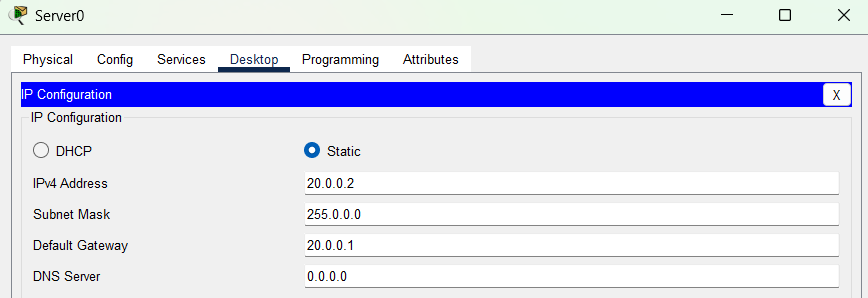 Server0
Physical Config Services Desktop Programming Attributes
IP Configuration X
IP Configuration
DHCP Static
IPv4 Address 20.0.0.2
Subnet Mask 255.0.0.0
Default Gateway 20.0.0.1
DNS Server 0.0.0.0